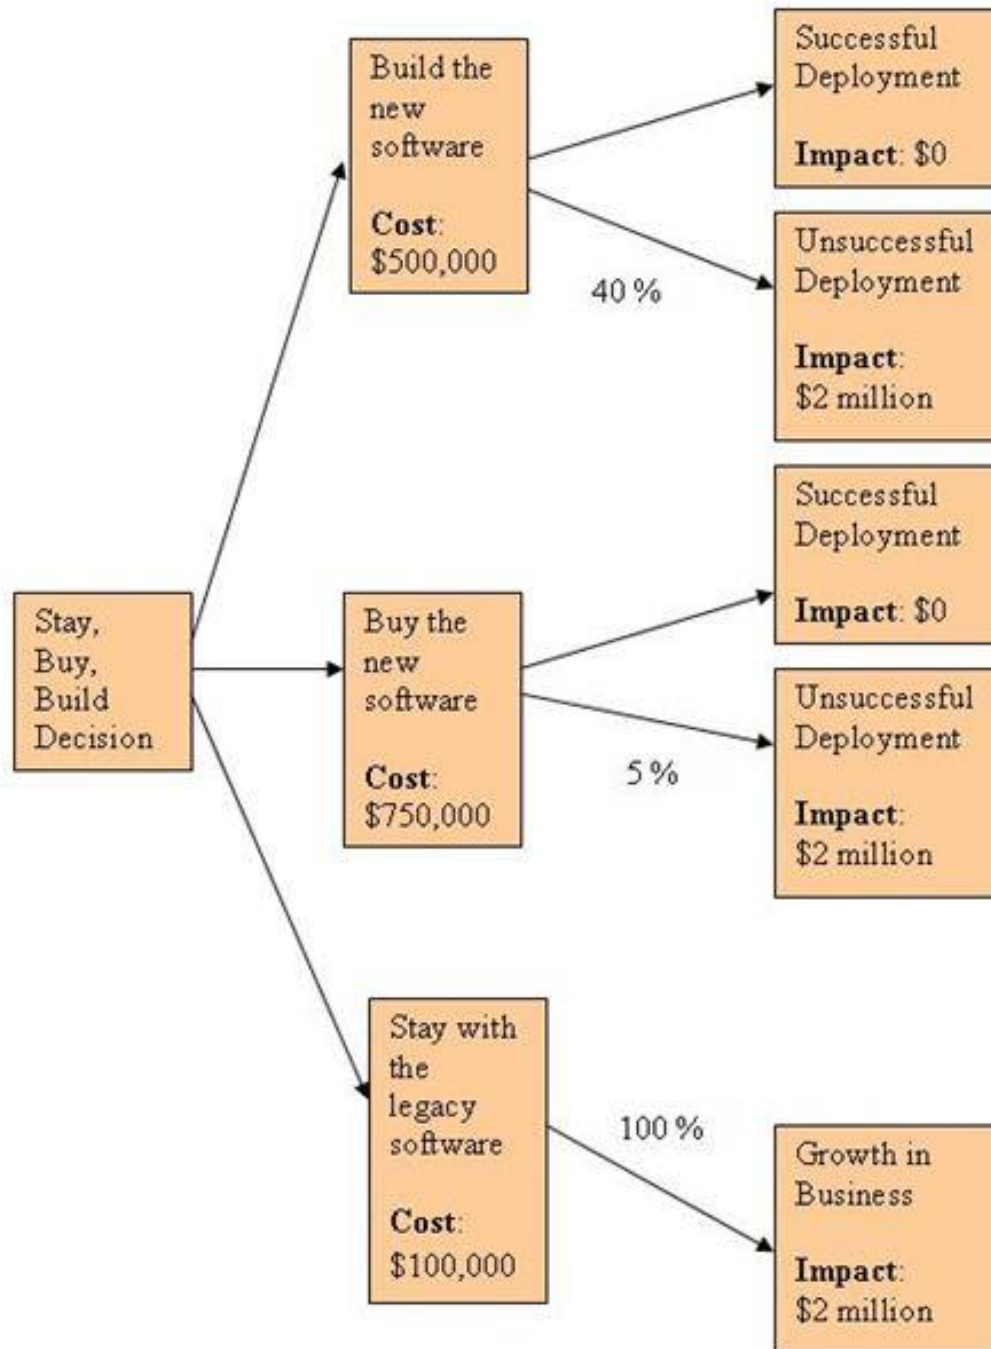 Build the
new
software
Cost:
$500,000
Successful
Deployment
Impact: $0
40 %
Unsuccessful
Deployment
Impact:
$2 million
Stay,
Buy,
Build
Decision
Buy the
new
software
Cost:
$750,000
Successful
Deployment
Impact: $0
5 %
Unsuccessful
Deployment
Impact:
$2 million
Stay with
the
legacy
software
Cost:
$100,000
100 %
Growth in
Business
Impact:
$2 million